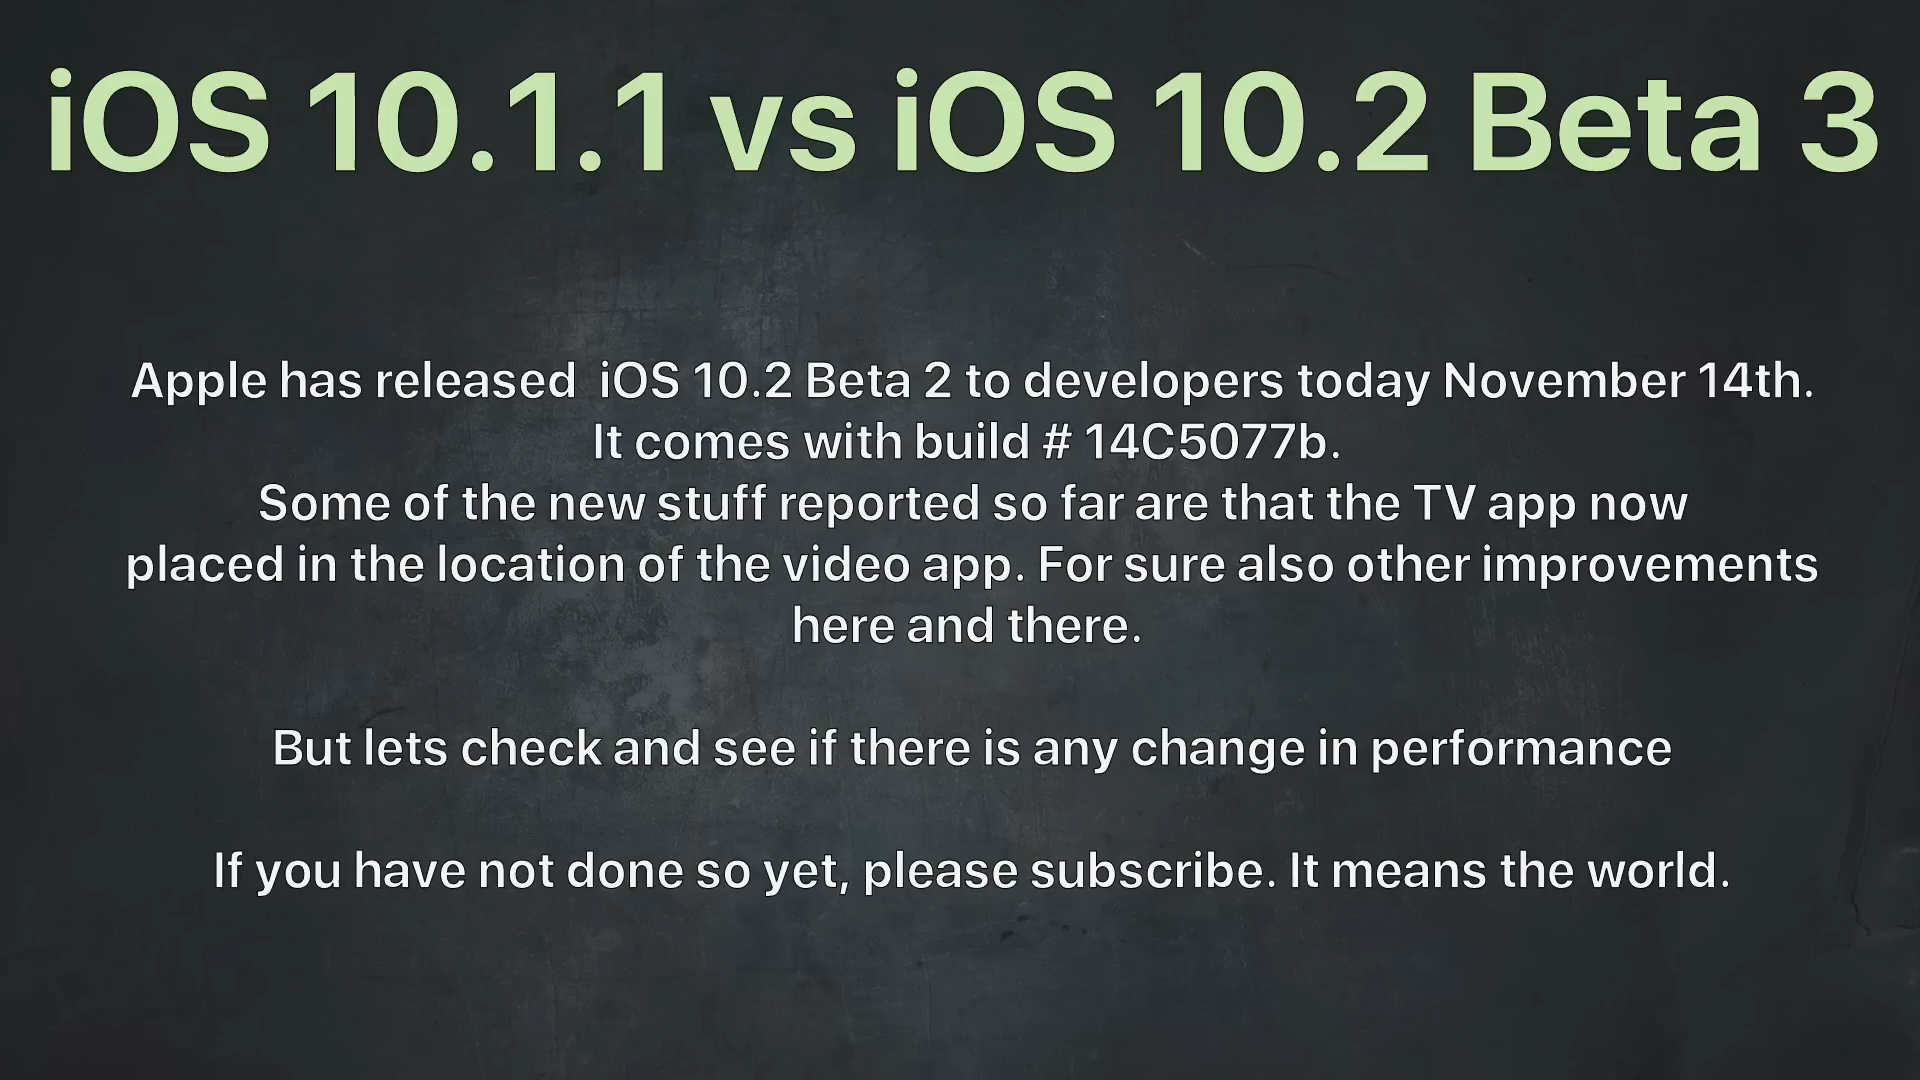 iOS 10.1.1 vs iOS 10.2 Beta 3
Apple has released  iOS 10.2 Beta 2 to developers today November 14th.
It comes with build # 14C5077b.
Some of the new stuff reported so far are that the TV app now
placed in the location of the video app. For sure also other improvements
here and there.
But lets check and see if there is any change in performance
If you have not done so yet, please subscribe. It means the world.